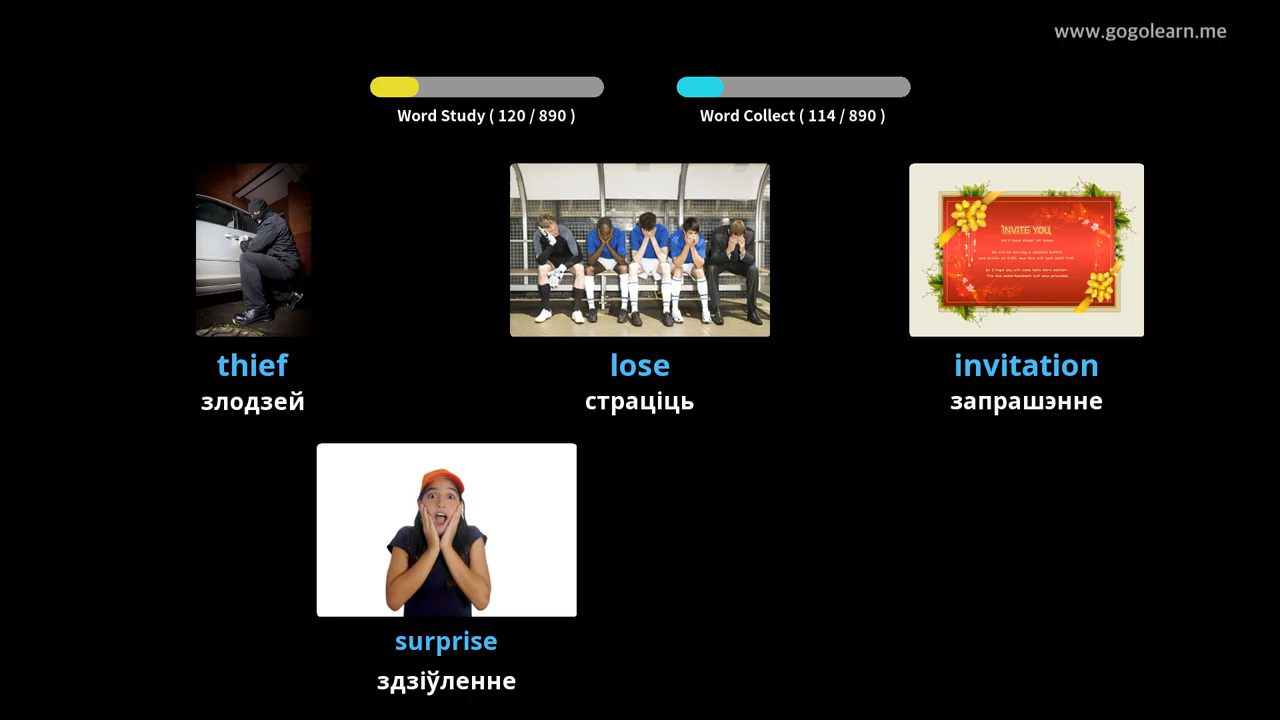 www.gogolearn.me
Word Study ( 120 / 890 )
Word Collect ( 114 / 890 )
INVITE YOU
thief
lose
invitation
злодзей
страціць
запрашэнне
surprise
здзіўленне